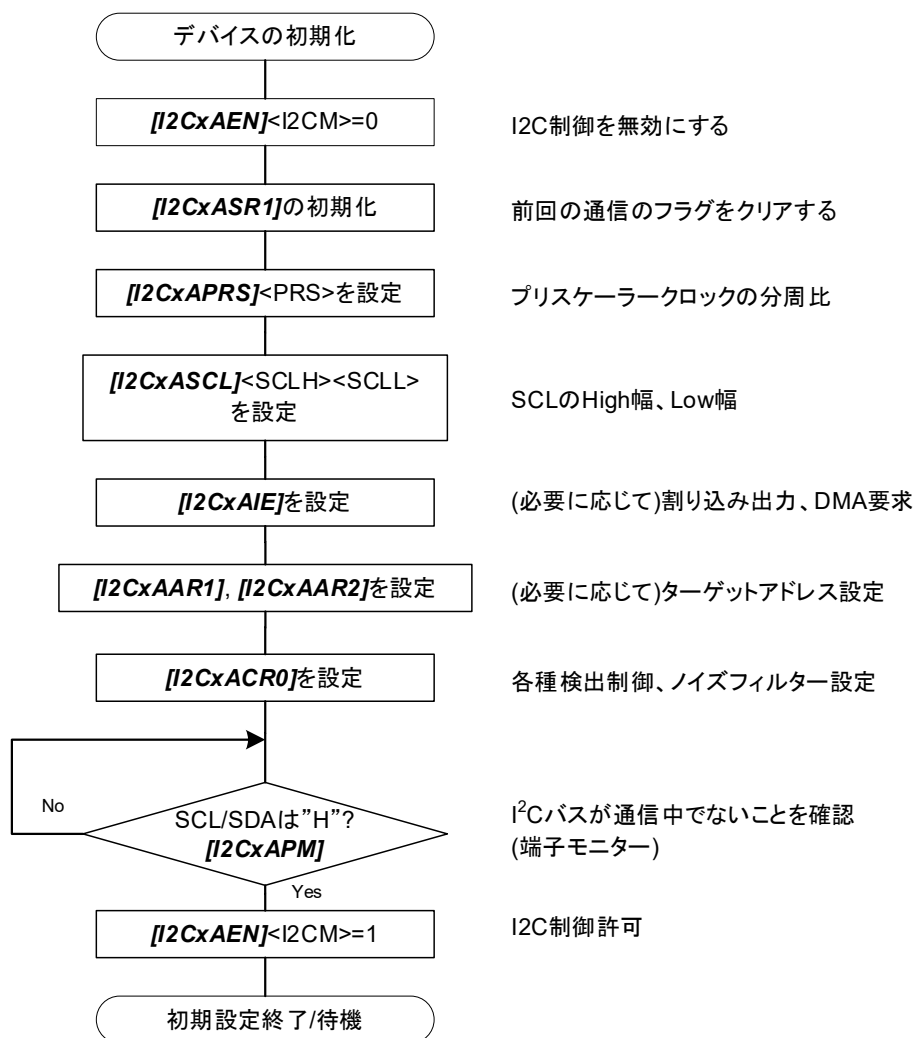 デバイスの初期化
[I2CxAEN]<I2CM>=0
I2C制御を無効にする
[I2CxASR1]の初期化
前回の通信のフラグをクリアする
[I2CxAPRS]<PRS>を設定
プリスケーラークロックの分周比
[I2CxASCL]<SCLH><SCLL>
を設定
SCLのHigh幅、Low幅
[I2CxAIE]を設定
(必要に応じて)割り込み出力、DMA要求
[I2CxAAR1], [I2CxAAR2]を設定
(必要に応じて)ターゲットアドレス設定
[I2CxACR0]を設定
各種検出制御、ノイズフィルター設定
No
SCL/SDAは”H”?
[I2CxAPM]
I2Cバスが通信中でないことを確認
(端子モニター)
Yes
[I2CxAEN]<I2CM>=1
I2C制御許可
初期設定終了/待機